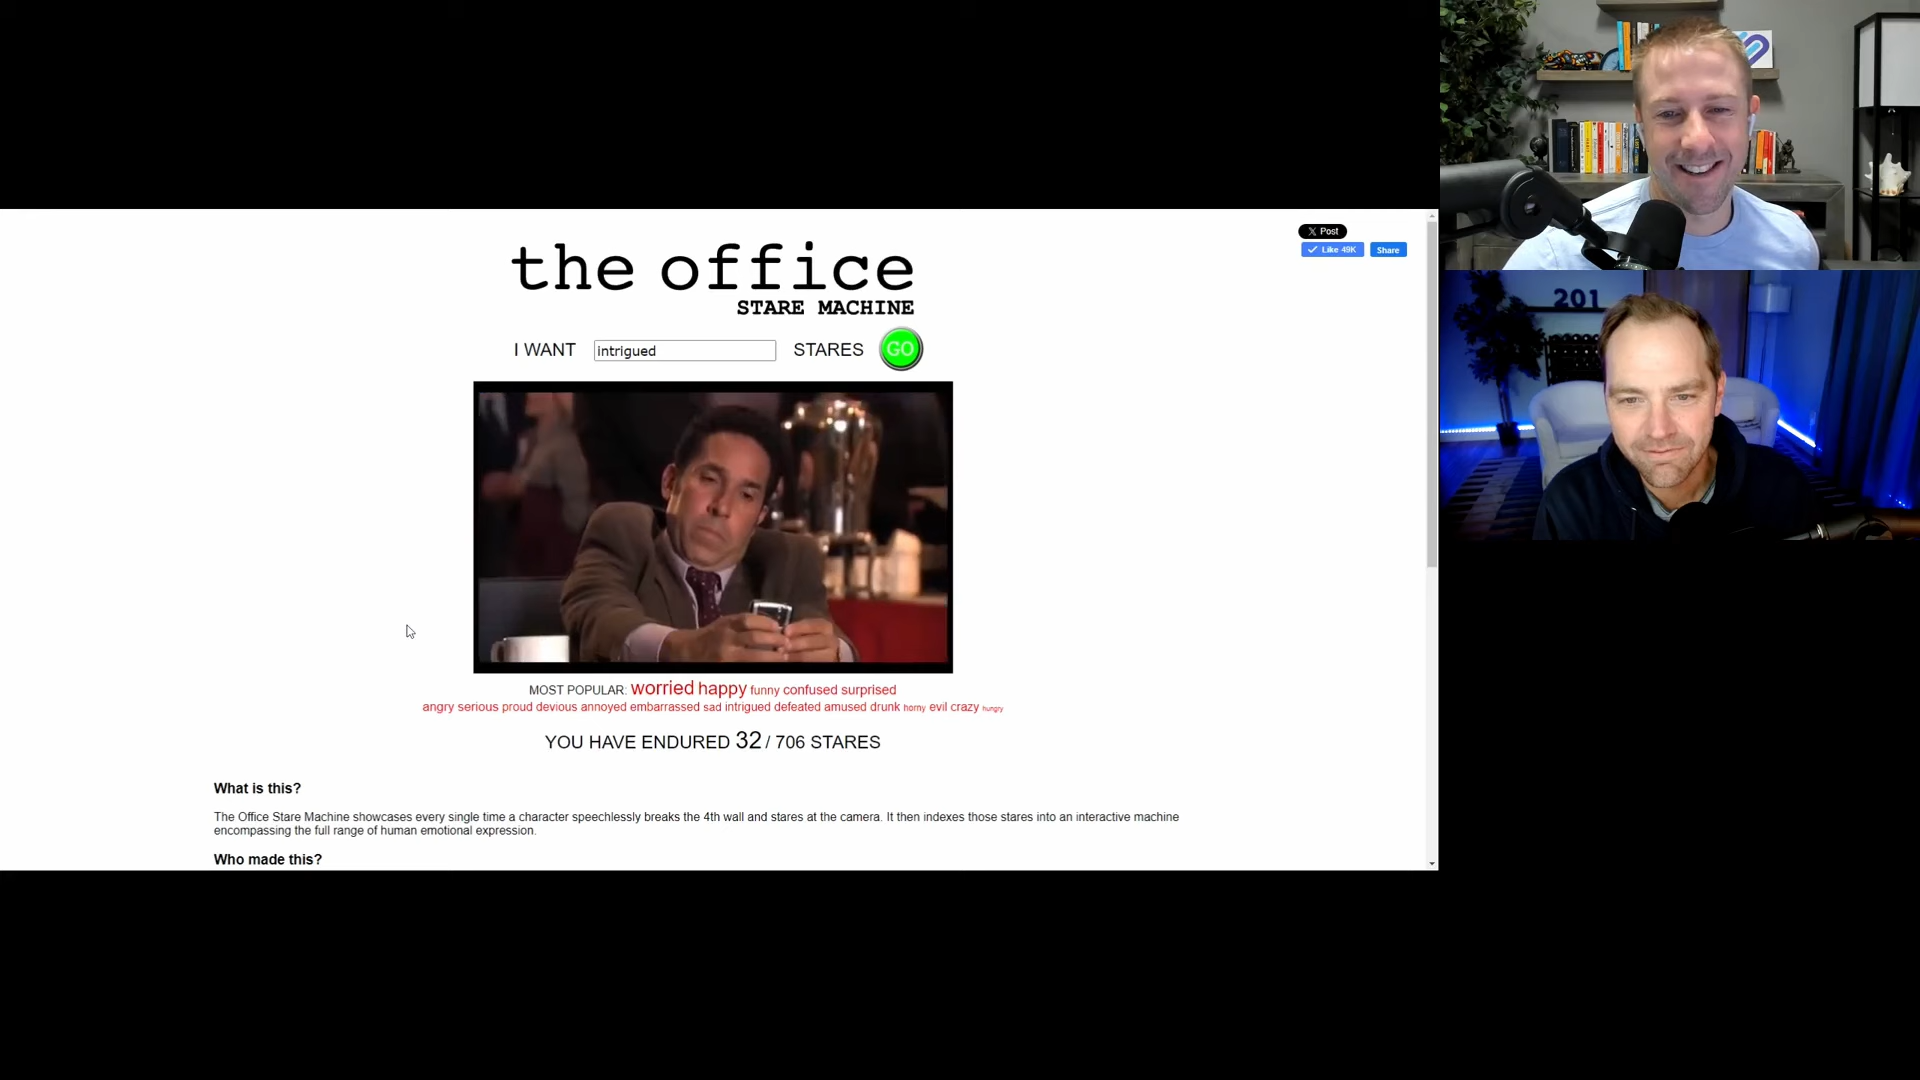 the office
STARE MACHINE
Post
Like 49K Share
I WANT intrigued STARES GO
MOST POPULAR: worried happy funny confused surprised
angry serious proud devious annoyed embarrassed sad intrigued defeated amused drunk horny evil crazy hungry
YOU HAVE ENDURED 32 / 706 STARES
What is this?
The Office Stare Machine showcases every single time a character speechlessly breaks the 4th wall and stares at the camera. It then indexes those stares into an interactive machine
encompassing the full range of human emotional expression.
Who made this?
201